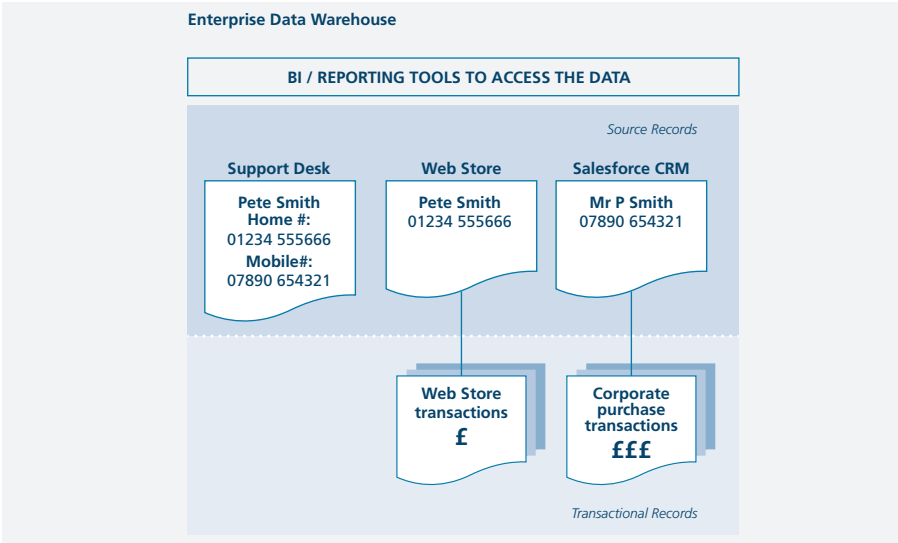 Enterprise Data Warehouse
BI / REPORTING TOOLS TO ACCESS THE DATA
Source Records
Support Desk
Pete Smith
Home #:
01234 555666
Mobile#:
07890 654321
Web Store
Pete Smith
01234 555666
Salesforce CRM
Mr P Smith
07890 654321
Web Store
transactions
£
Corporate
purchase
transactions
£££
Transactional Records